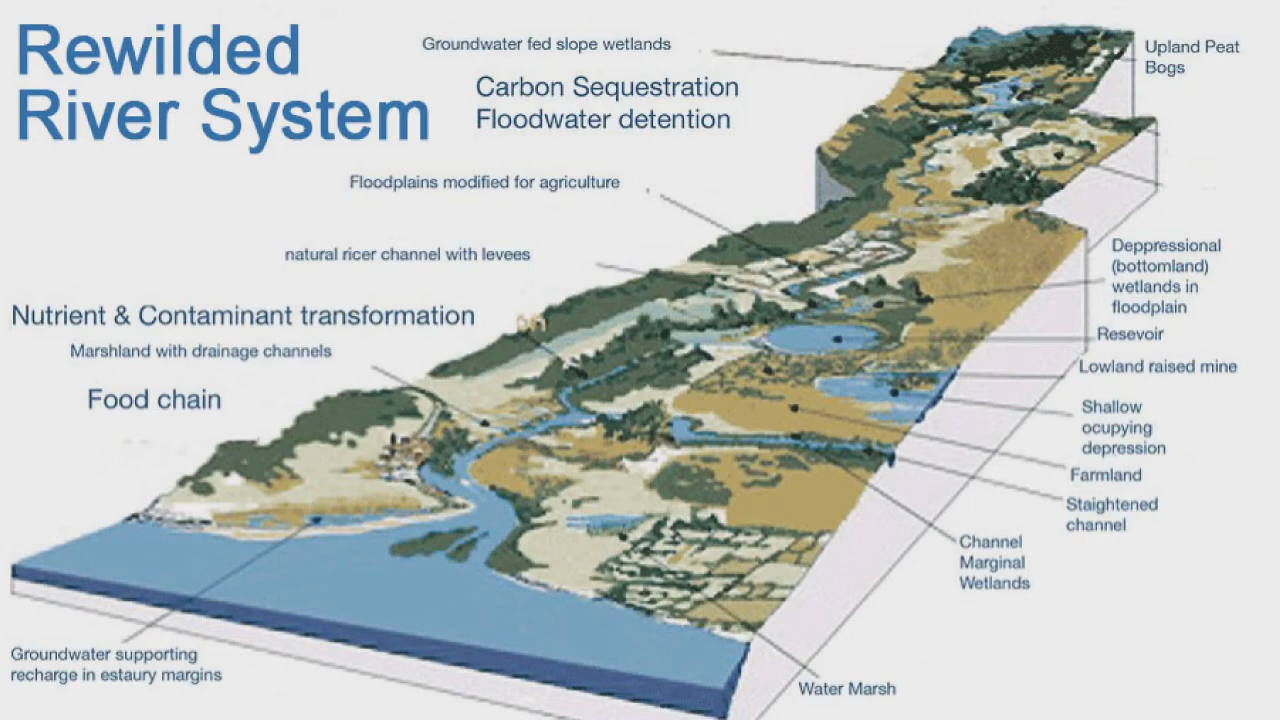 Rewilded
River System
Groundwater fed slope wetlands
Carbon Sequestration
Floodwater detention
Upland Peat
Bogs
Floodplains modified for agriculture
natural ricer channel with levees
Deppressional
(bottomland)
wetlands in
floodplain
Nutrient & Contaminant transformation
Resevoir
Marshland with drainage channels
Lowland raised mine
Food chain
Shallow
ocupying
depression
Farmland
Staightened
channel
Channel
Marginal
Wetlands
Groundwater supporting
recharge in estaury margins
Water Marsh